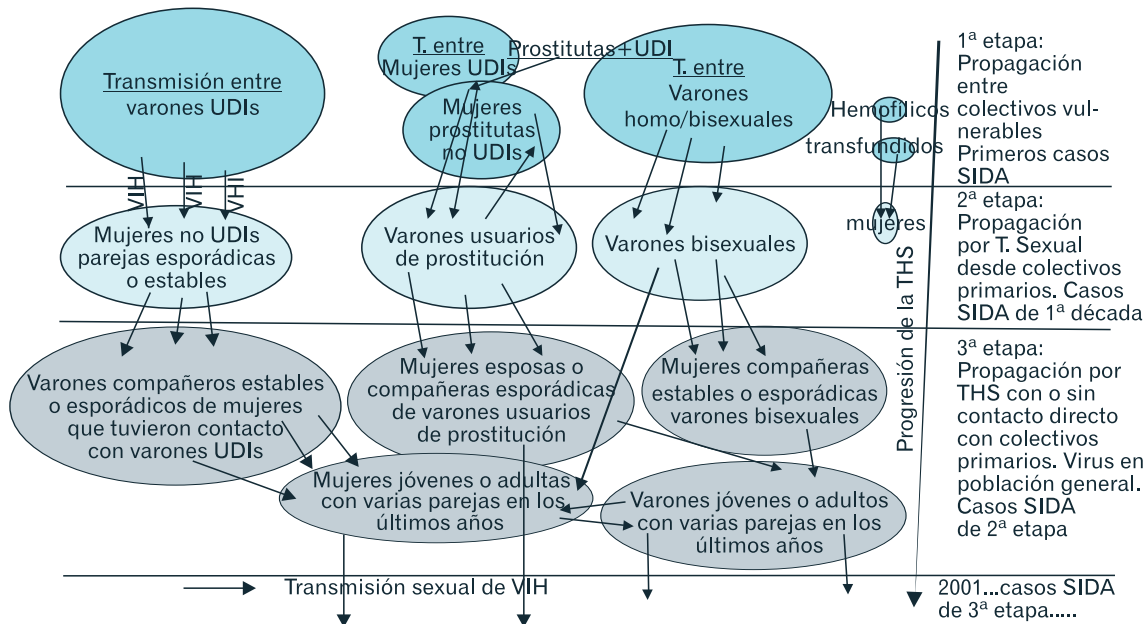 Transmisión entre
varones UDIs
T. entre
Mujeres UDIs
Prostitutas+UDI
Mujeres
prostitutas
no UDIs
T. entre
Varones
homo/bisexuales
Hemofílicos
transfundidos
1ª etapa:
Propagación
entre
colectivos vul-
nerables
Primeros casos
SIDA
VIH
VIH
VHI
Mujeres no UDIs
parejas esporádicas
o estables
Varones usuarios
de prostitución
Varones bisexuales
mujeres
2ª etapa:
Propagación
por T. Sexual
desde colectivos
primarios. Casos
SIDA de 1ª década
Progresión de la THS
Varones compañeros estables
o esporádicos de mujeres
que tuvieron contacto
con varones UDIs
Mujeres esposas o
compañeras esporádicas
de varones usuarios
de prostitución
Mujeres compañeras
estables o esporádicas
varones bisexuales
3ª etapa:
Propagación por
THS con o sin
contacto directo
con colectivos
primarios. Virus en
población general.
Casos SIDA
de 2ª etapa
Mujeres jóvenes o adultas
con varias parejas en los
últimos años
Varones jóvenes o adultos
con varias parejas en los
últimos años
Transmisión sexual de VIH
2001...casos SIDA
de 3ª etapa.....